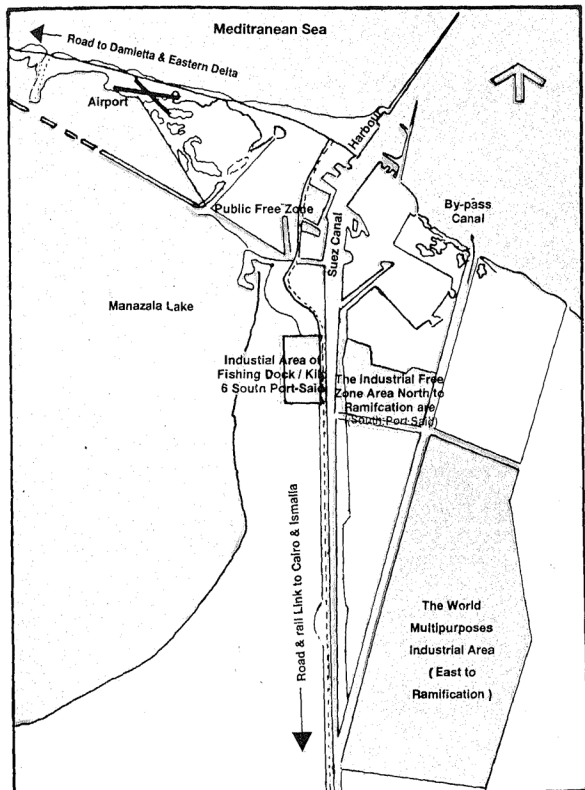 Meditranean Sea
Road to Damietta & Eastern Delta
Airport
Harbour
By-pass
Canal
Public Free Zone
Suez Canal
Manazala Lake
Industial Area of
Fishing Dock / Kilo
6 South Port-Said
The Industrial Free
Zone Area North to
Ramifcation are
(South Port Said)
Road & rail Link to Cairo & Ismalia
The World
Multipurposes
Industrial Area
( East to
Ramification )